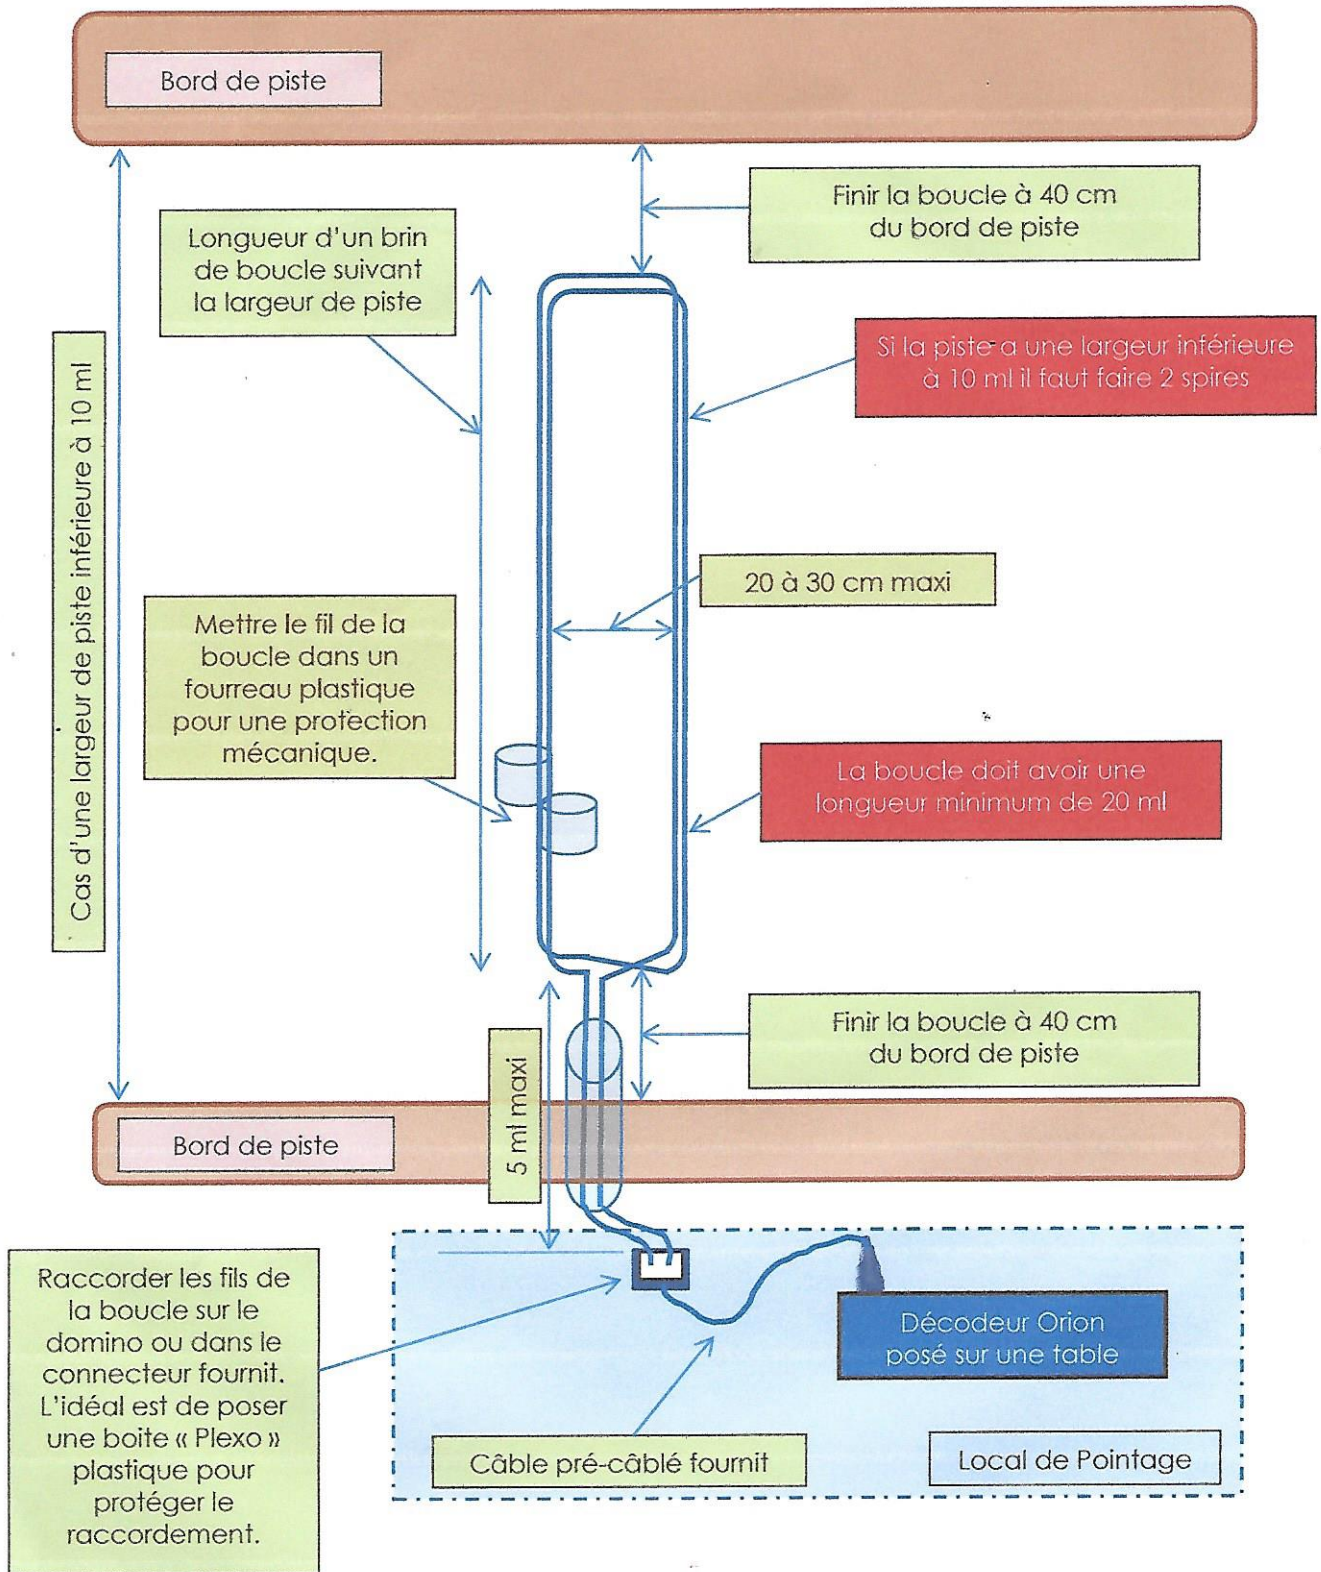 Bord de piste
Finir la boucle à 40 cm
du bord de piste
Longueur d'un brin
de boucle suivant
la largeur de piste
Si la piste a une largeur inférieure
à 10 ml il faut faire 2 spires
Cas d'une largeur de piste inférieure à 10 ml
20 à 30 cm maxi
Mettre le fil de la
boucle dans un
fourreau plastique
pour une protection
mécanique.
La boucle doit avoir une
longueur minimum de 20 ml
Finir la boucle à 40 cm
du bord de piste
5 ml maxi
Bord de piste
Raccorder les fils de
la boucle sur le
domino ou dans le
connecteur fournit.
L'idéal est de poser
une boite « Plexo »
plastique pour
protéger le
raccordement.
Décodeur Orion
posé sur une table
Câble pré-câblé fournit
Local de Pointage